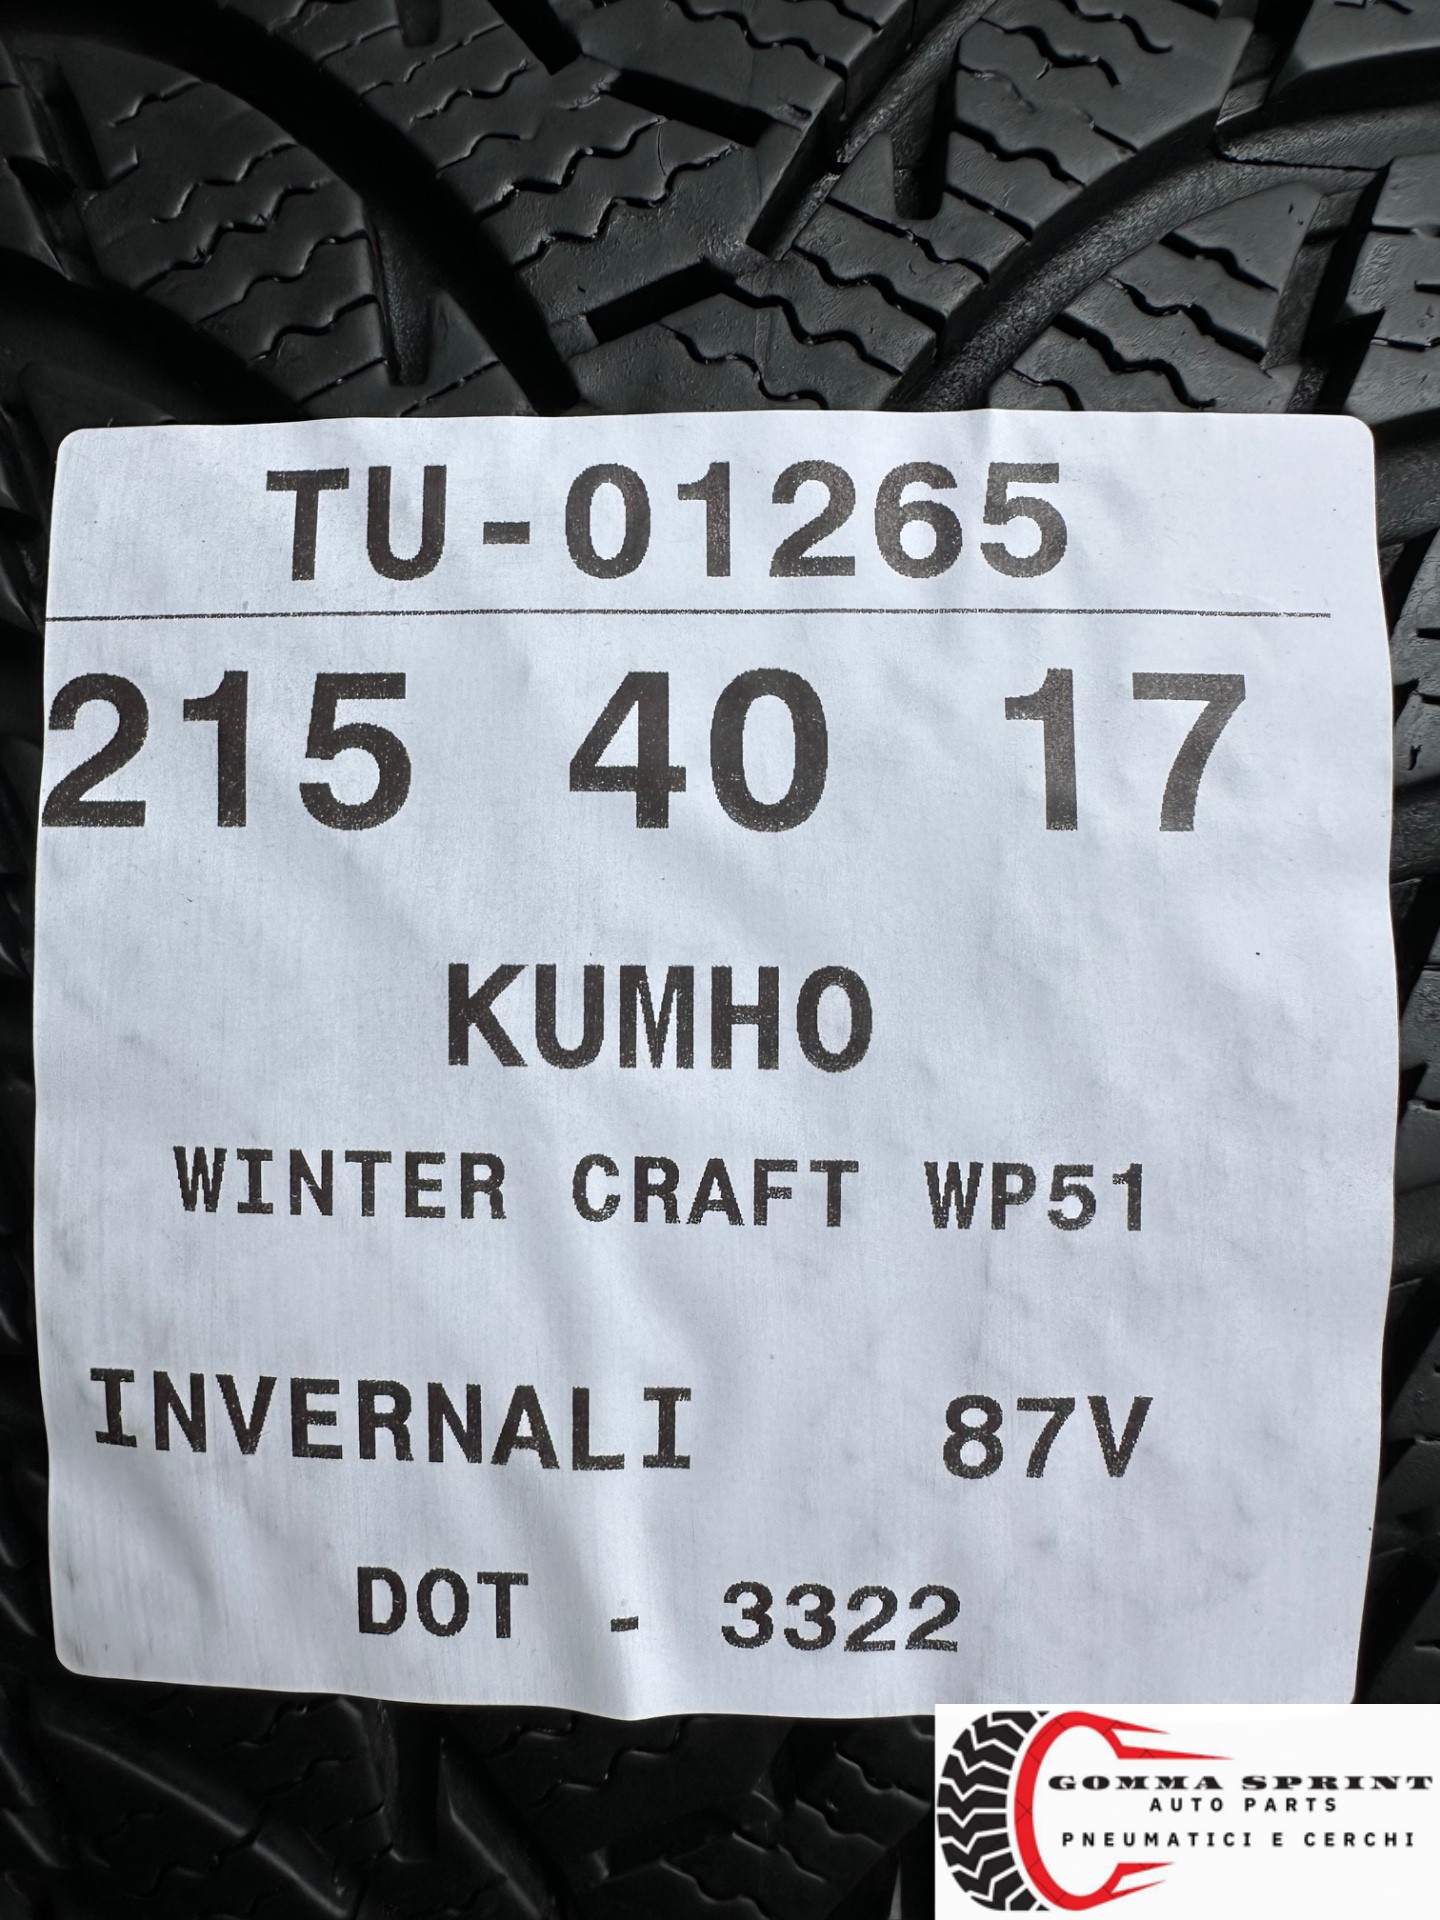 TU-01265
215 40 17
KUMHO
WINTER CRAFT WP51
INVERNALI 87V
DOT - 3322
GOMMA SPRINT
AUTO PARTS
PNEUMATICI E CERCHI